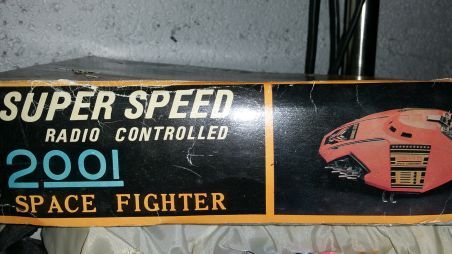 SUPER SPEED
RADIO CONTROLLED
2001
SPACE FIGHTER